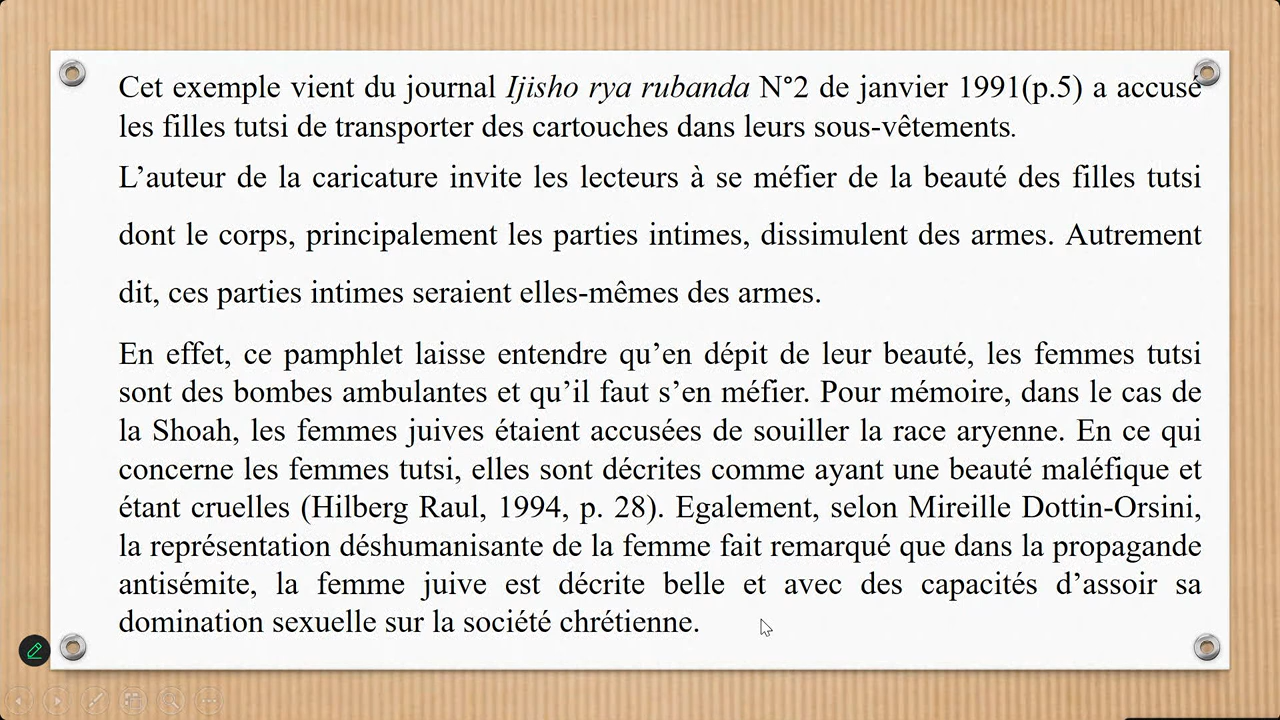 Cet exemple vient du journal Ijisho rya rubanda N°2 de janvier 1991(p.5) a accusé
les filles tutsi de transporter des cartouches dans leurs sous-vêtements.
L’auteur de la caricature invite les lecteurs à se méfier de la beauté des filles tutsi
dont le corps, principalement les parties intimes, dissimulent des armes. Autrement
dit, ces parties intimes seraient elles-mêmes des armes.
En effet, ce pamphlet laisse entendre qu’en dépit de leur beauté, les femmes tutsi
sont des bombes ambulantes et qu’il faut s’en méfier. Pour mémoire, dans le cas de
la Shoah, les femmes juives étaient accusées de souiller la race aryenne. En ce qui
concerne les femmes tutsi, elles sont décrites comme ayant une beauté maléfique et
étant cruelles (Hilberg Raul, 1994, p. 28). Egalement, selon Mireille Dottin-Orsini,
la représentation déshumanisante de la femme fait remarqué que dans la propagande
antisémite, la femme juive est décrite belle et avec des capacités d’assoir sa
domination sexuelle sur la société chrétienne.